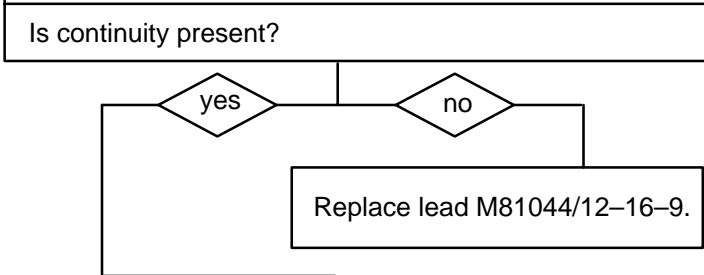 Is continuity present?
yes
no
Replace lead M81044/12–16–9.